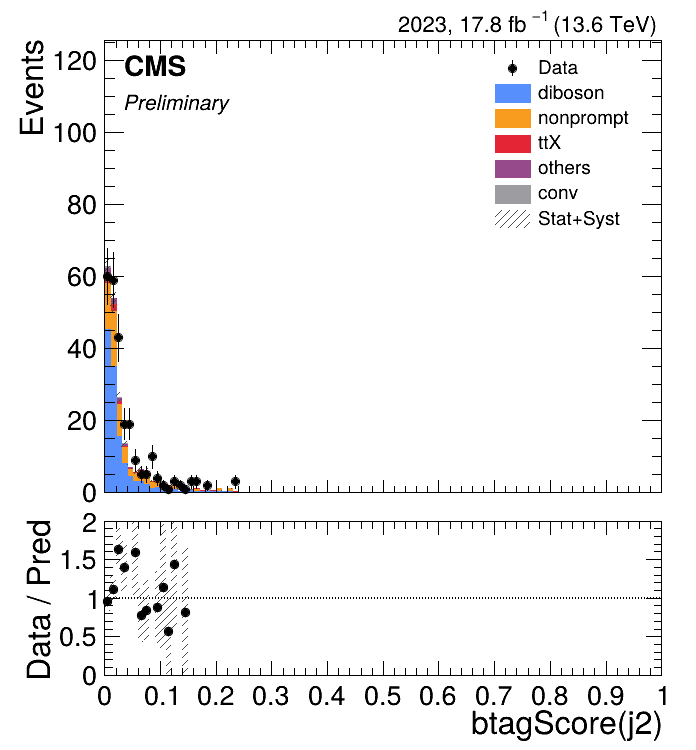 2023, 17.8 fb⁻¹ (13.6 TeV)
CMS
Preliminary
Data
diboson
nonprompt
ttX
others
conv
Stat+Syst
Events
120
100
80
60
40
20
0
Data / Pred
2
1.5
1
0.5
0
0 0.1 0.2 0.3 0.4 0.5 0.6 0.7 0.8 0.9 1
btagScore(j2)